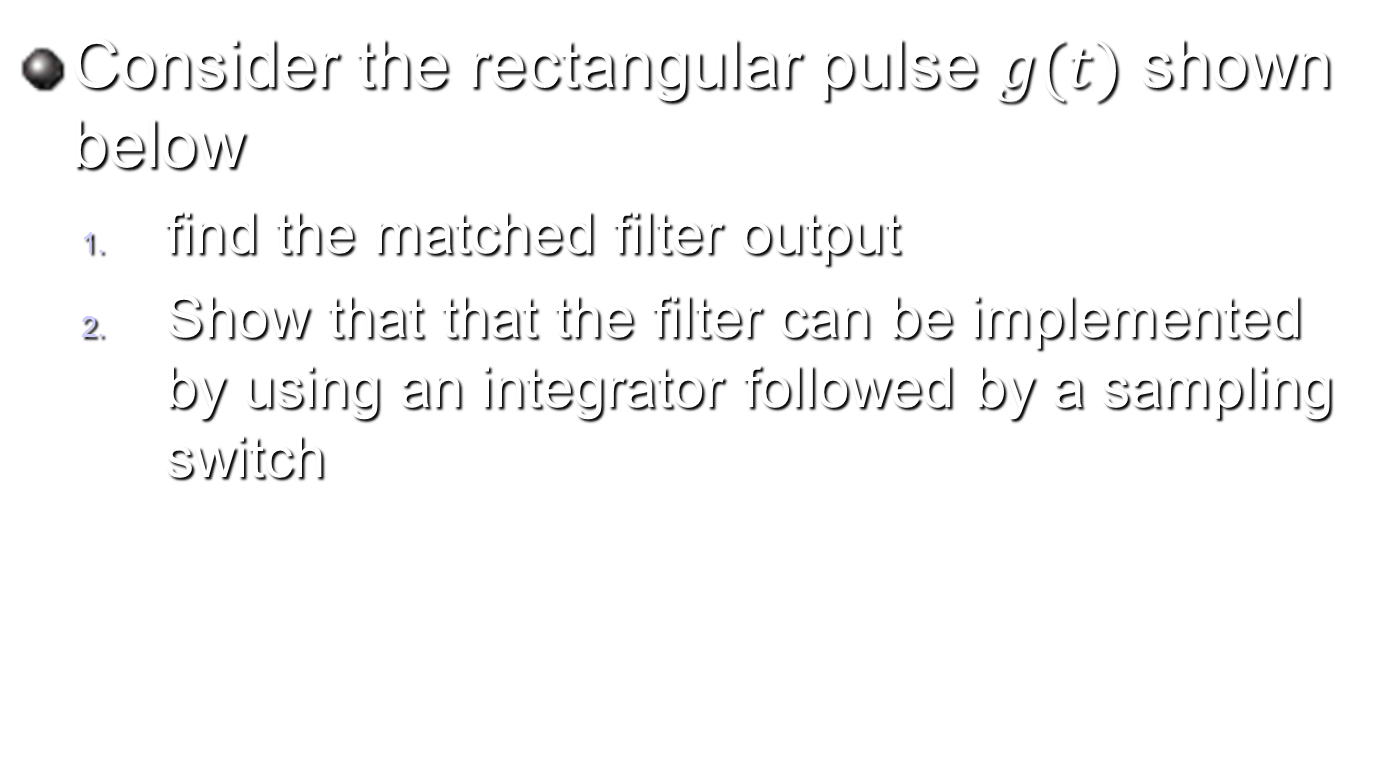 Consider the rectangular pulse g(t) shown
below
1. find the matched filter output
2. Show that that the filter can be implemented
by using an integrator followed by a sampling
switch